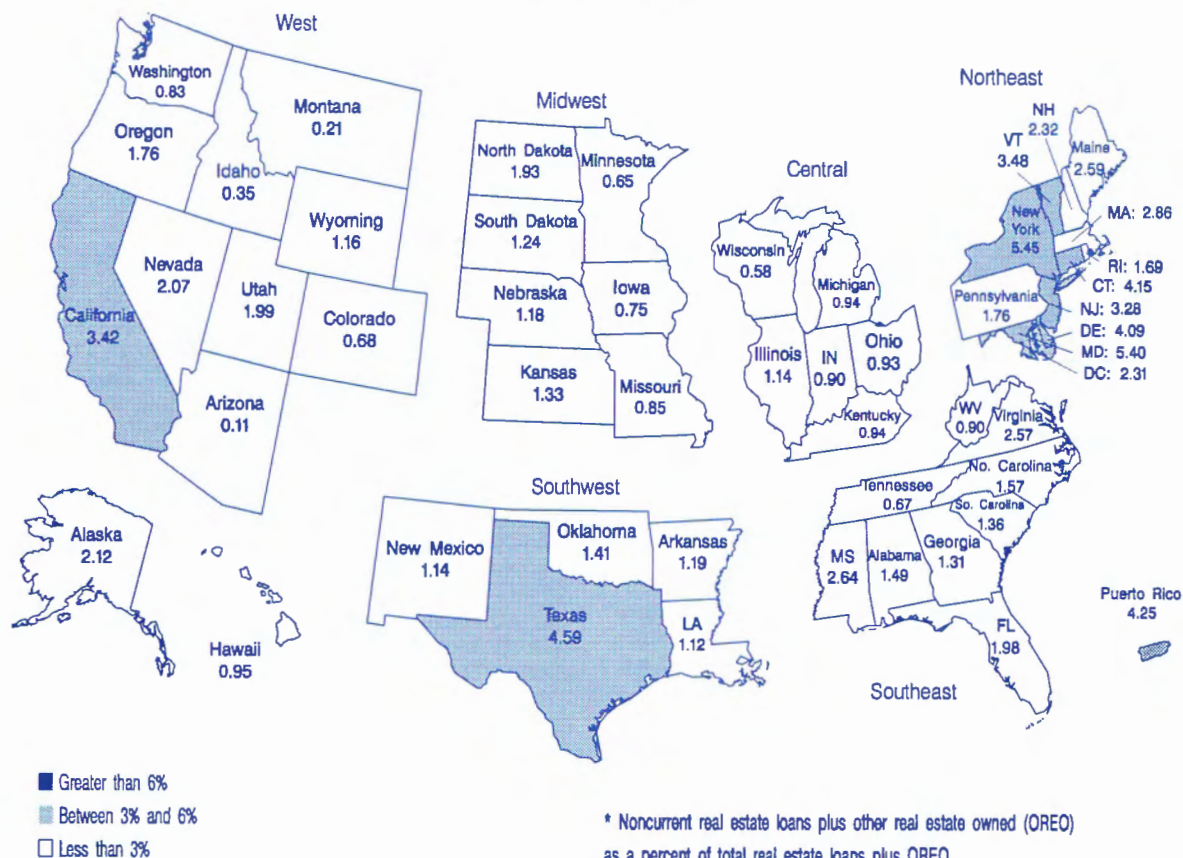 West
Washington
0.83
Montana
0.21
Oregon
1.76
Idaho
0.35
Wyoming
1.16
Nevada
2.07
Utah
1.99
Colorado
0.68
California
3.42
Arizona
0.11
Alaska
2.12
Hawaii
0.95
Midwest
North Dakota
1.93
Minnesota
0.65
South Dakota
1.24
Nebraska
1.18
Iowa
0.75
Kansas
1.33
Missouri
0.85
Central
Wisconsin
0.58
Michigan
0.94
Illinois
1.14
IN
0.90
Ohio
0.93
Kentucky
0.94
Northeast
NH
2.32
VT
3.48
Maine
2.59
New
York
5.45
MA: 2.86
RI: 1.69
CT: 4.15
Pennsylvania
1.76
NJ: 3.28
DE: 4.09
MD: 5.40
DC: 2.31
Southwest
New Mexico
1.14
Oklahoma
1.41
Arkansas
1.19
Texas
4.59
LA
1.12
WV
0.90
Virginia
2.57
No. Carolina
1.57
Tennessee
0.67
So. Carolina
1.36
MS
2.64
Alabama
1.49
Georgia
1.31
FL
1.98
Southeast
Puerto Rico
4.25
Greater than 6%
Between 3% and 6%
Less than 3%
* Noncurrent real estate loans plus other real estate owned (OREO)
as a percent of total real estate loans plus OREO